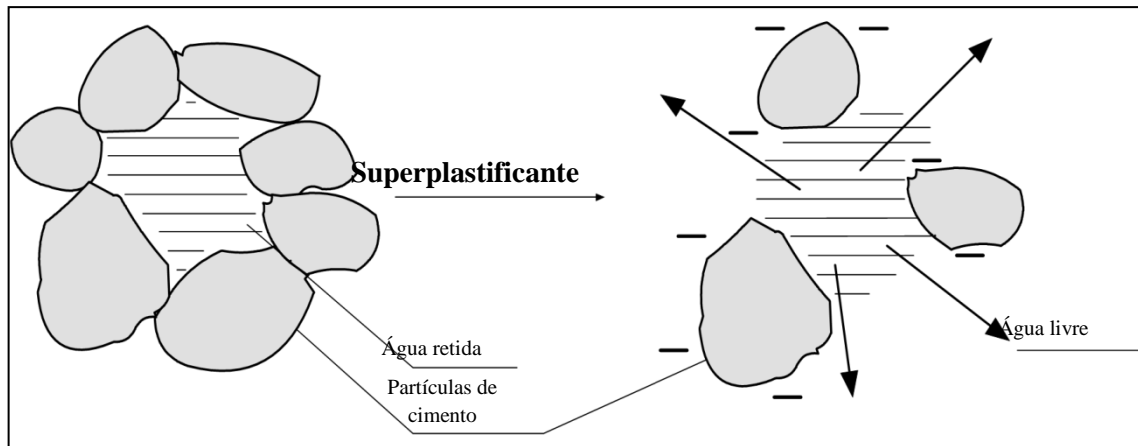 Superplastificante
Água retida
Partículas de
cimento
Água livre